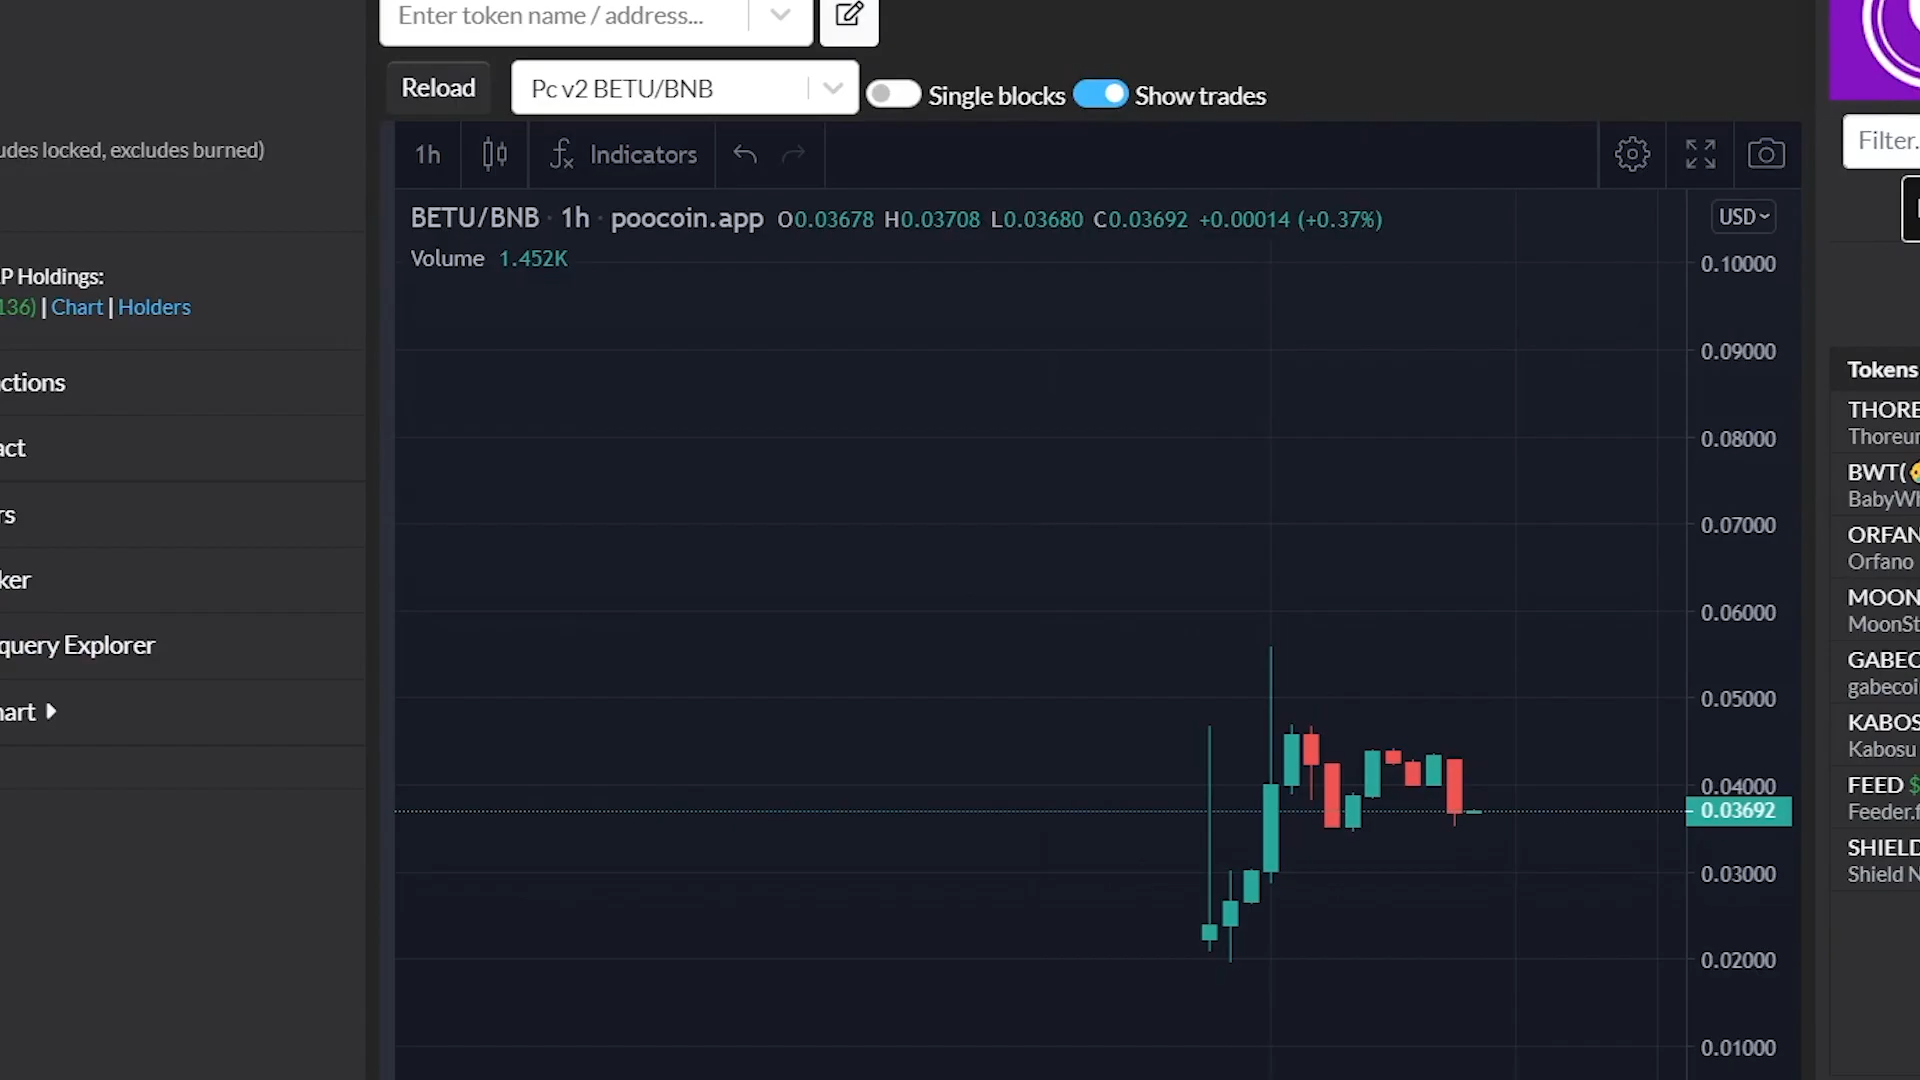 Enter token name / address...
Reload
Pc v2 BETU/BNB
Single blocks
Show trades
Filter.
udes locked, excludes burned)
1h
Indicators
BETU/BNB · 1h · poocoin.app O0.03678 H0.03708 L0.03680 C0.03692 +0.00014 (+0.37%)
USD
Volume 1.452K
P Holdings:
136) | Chart | Holders
ctions
act
rs
ker
query Explorer
hart
0.10000
0.09000
0.08000
0.07000
0.06000
0.05000
0.04000
0.03692
0.03000
0.02000
0.01000
Tokens
THORE
Thoreu
BWT(
BabyWh
ORFAN
Orfano
MOON
MoonSt
GABEC
gabecoi
KABOS
Kabosu
FEED $
Feeder.f
SHIELD
Shield N